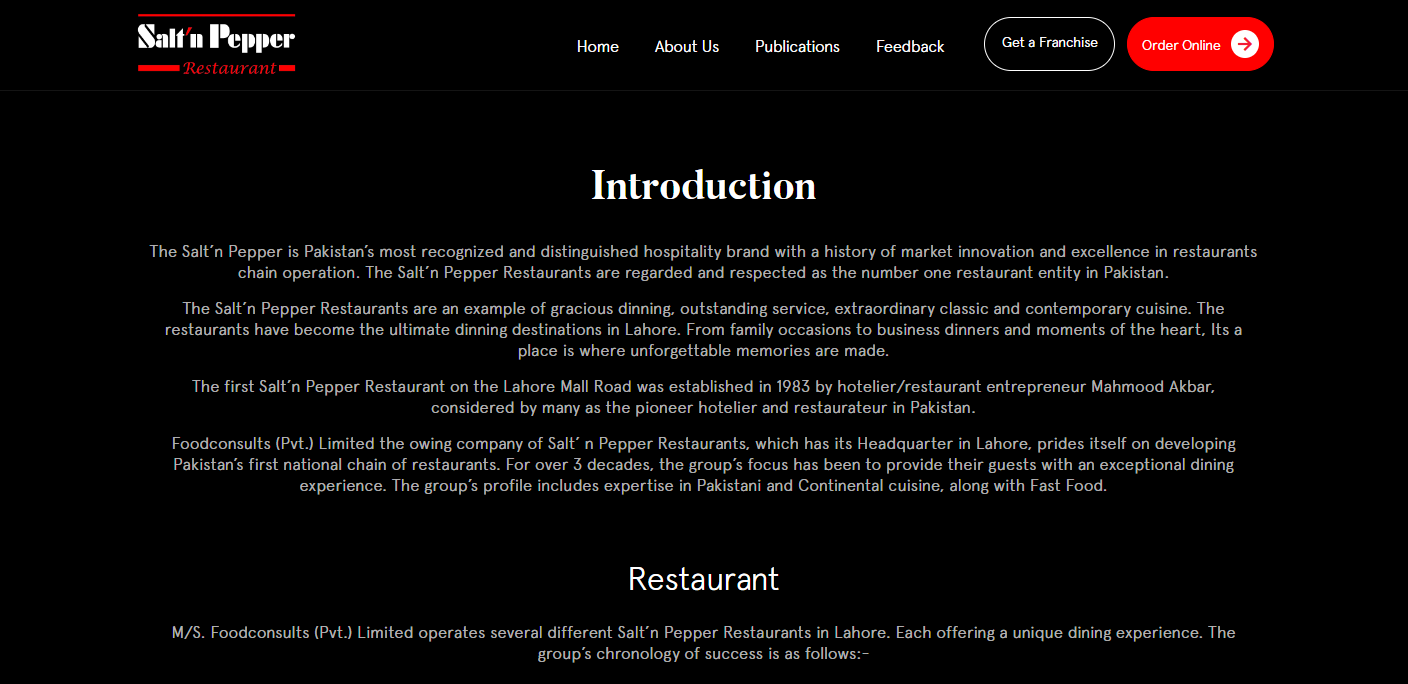 Salt'n Pepper
Restaurant
Home About Us Publications Feedback Get a Franchise Order Online
Introduction
The Salt’n Pepper is Pakistan’s most recognized and distinguished hospitality brand with a history of market innovation and excellence in restaurants
chain operation. The Salt’n Pepper Restaurants are regarded and respected as the number one restaurant entity in Pakistan.
The Salt’n Pepper Restaurants are an example of gracious dinning, outstanding service, extraordinary classic and contemporary cuisine. The
restaurants have become the ultimate dinning destinations in Lahore. From family occasions to business dinners and moments of the heart, Its a
place is where unforgettable memories are made.
The first Salt’n Pepper Restaurant on the Lahore Mall Road was established in 1983 by hotelier/restaurant entrepreneur Mahmood Akbar,
considered by many as the pioneer hotelier and restaurateur in Pakistan.
Foodconsults (Pvt.) Limited the owing company of Salt’ n Pepper Restaurants, which has its Headquarter in Lahore, prides itself on developing
Pakistan’s first national chain of restaurants. For over 3 decades, the group’s focus has been to provide their guests with an exceptional dining
experience. The group’s profile includes expertise in Pakistani and Continental cuisine, along with Fast Food.
Restaurant
M/S. Foodconsults (Pvt.) Limited operates several different Salt’n Pepper Restaurants in Lahore. Each offering a unique dining experience. The
group’s chronology of success is as follows:-